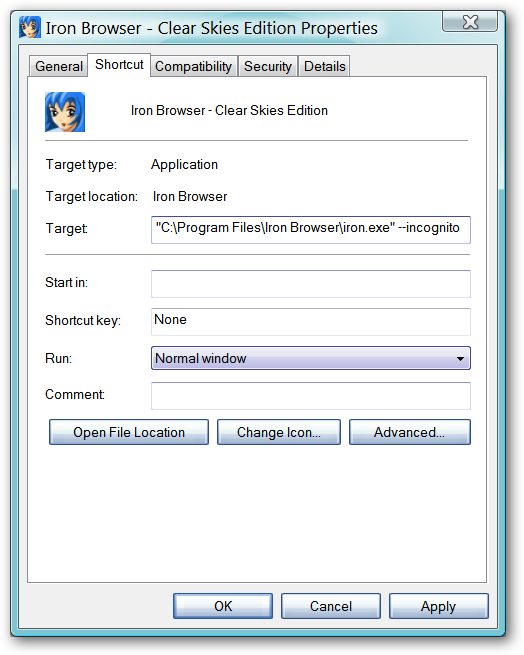 Iron Browser - Clear Skies Edition Properties
General Shortcut Compatibility Security Details
Iron Browser - Clear Skies Edition
Target type: Application
Target location: Iron Browser
Target: "C:\Program Files\Iron Browser\iron.exe" --incognito
Start in:
Shortcut key: None
Run: Normal window
Comment:
Open File Location Change Icon... Advanced...
OK Cancel Apply